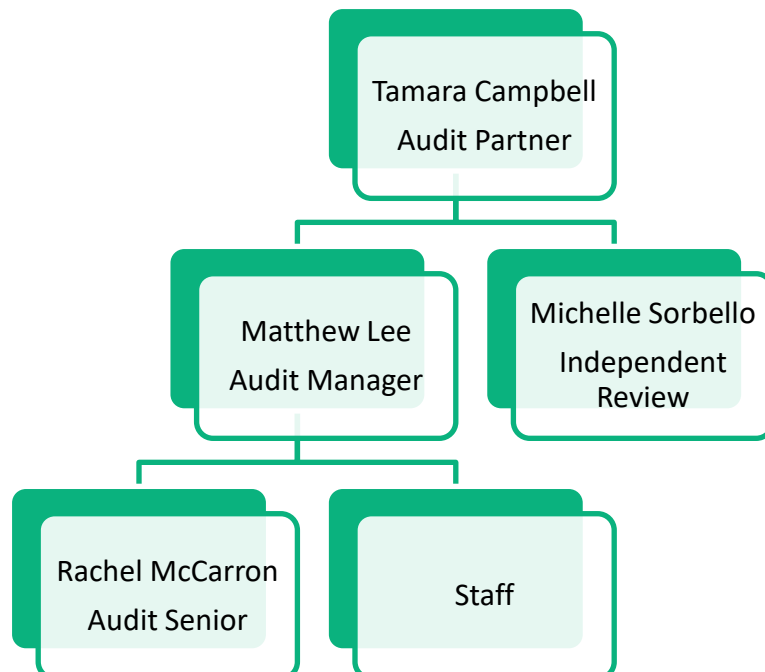 Tamara Campbell
Audit Partner
Matthew Lee
Audit Manager
Michelle Sorbello
Independent
Review
Rachel McCarron
Audit Senior
Staff